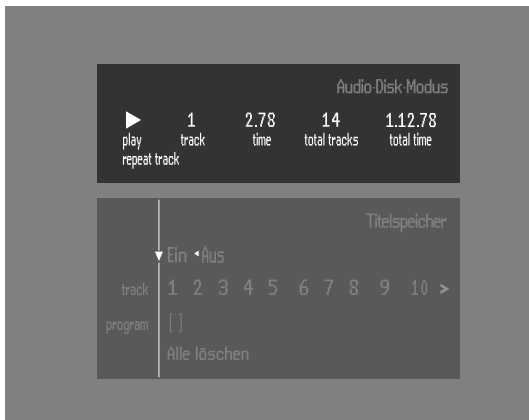 Audio-Disk-Modus
1 2.78 14 1.12.78
play track time total tracks total time
repeat track
Titelspeicher
Ein Aus
track 1 2 3 4 5 6 7 8 9 10 >
program [ ]
Alle löschen